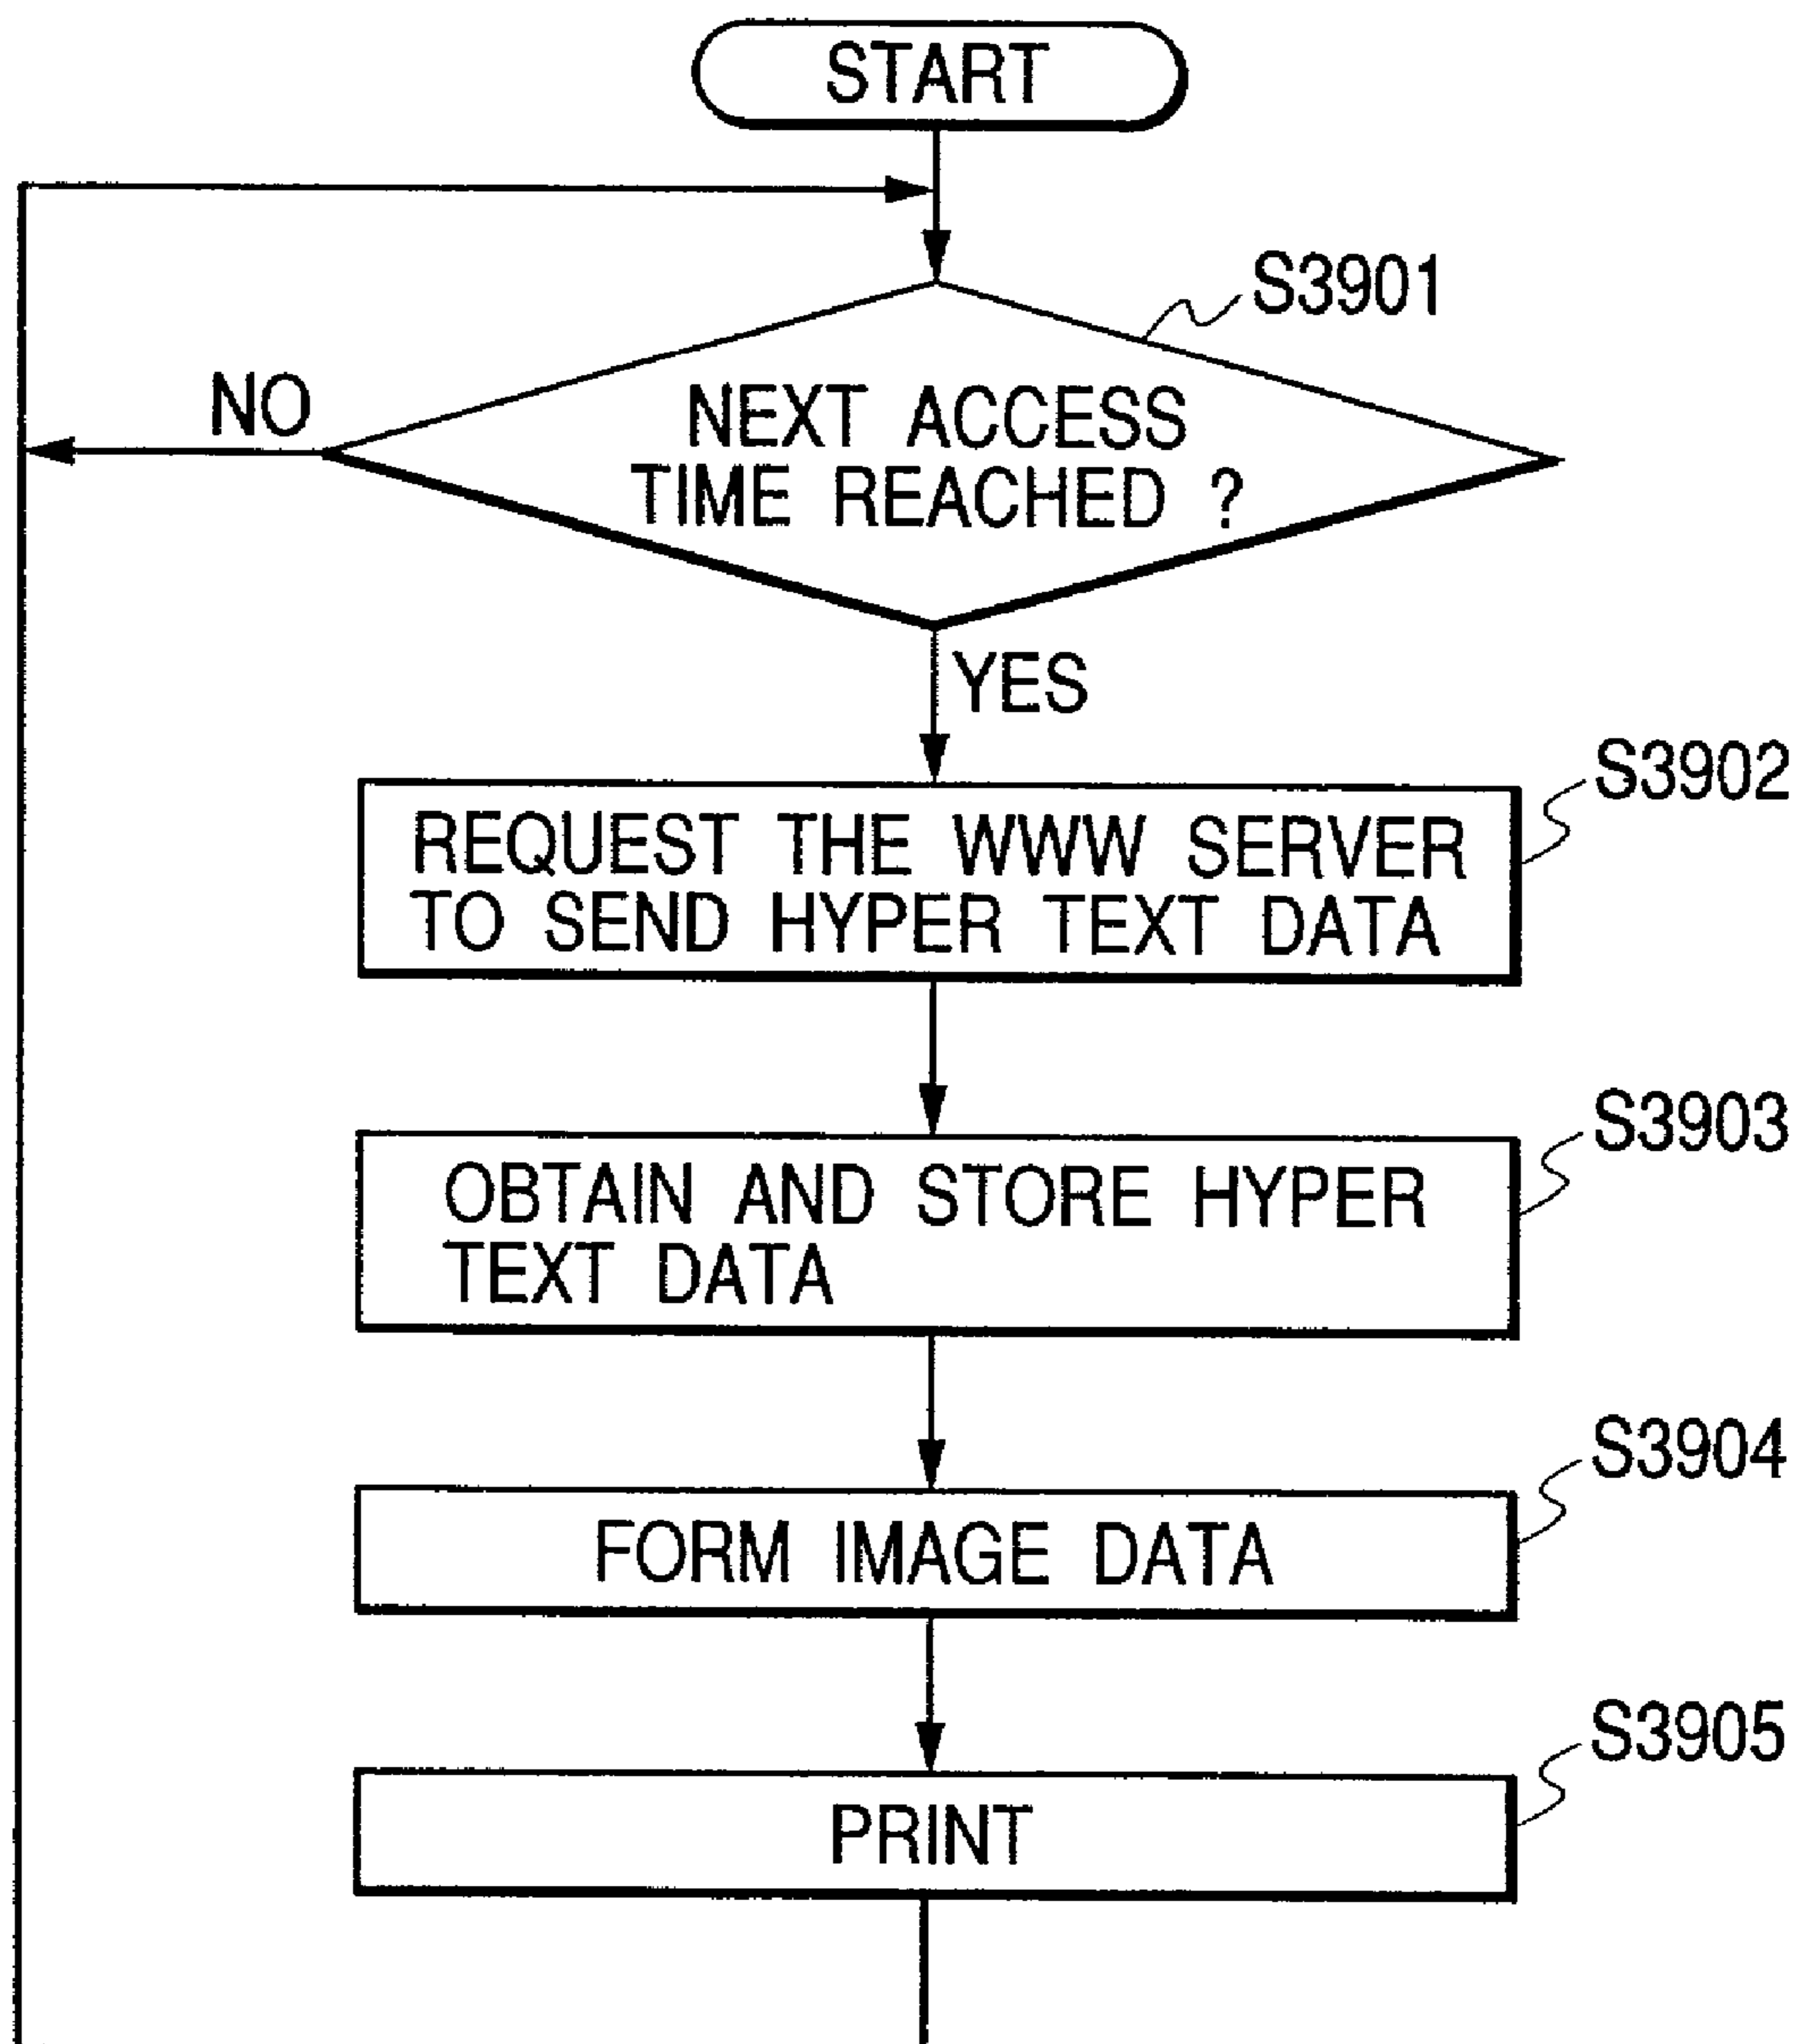 START
S3901
NO
NEXT ACCESS
TIME REACHED ?
YES
S3902
REQUEST THE WWW SERVER
TO SEND HYPER TEXT DATA
S3903
OBTAIN AND STORE HYPER
TEXT DATA
S3904
FORM IMAGE DATA
S3905
PRINT